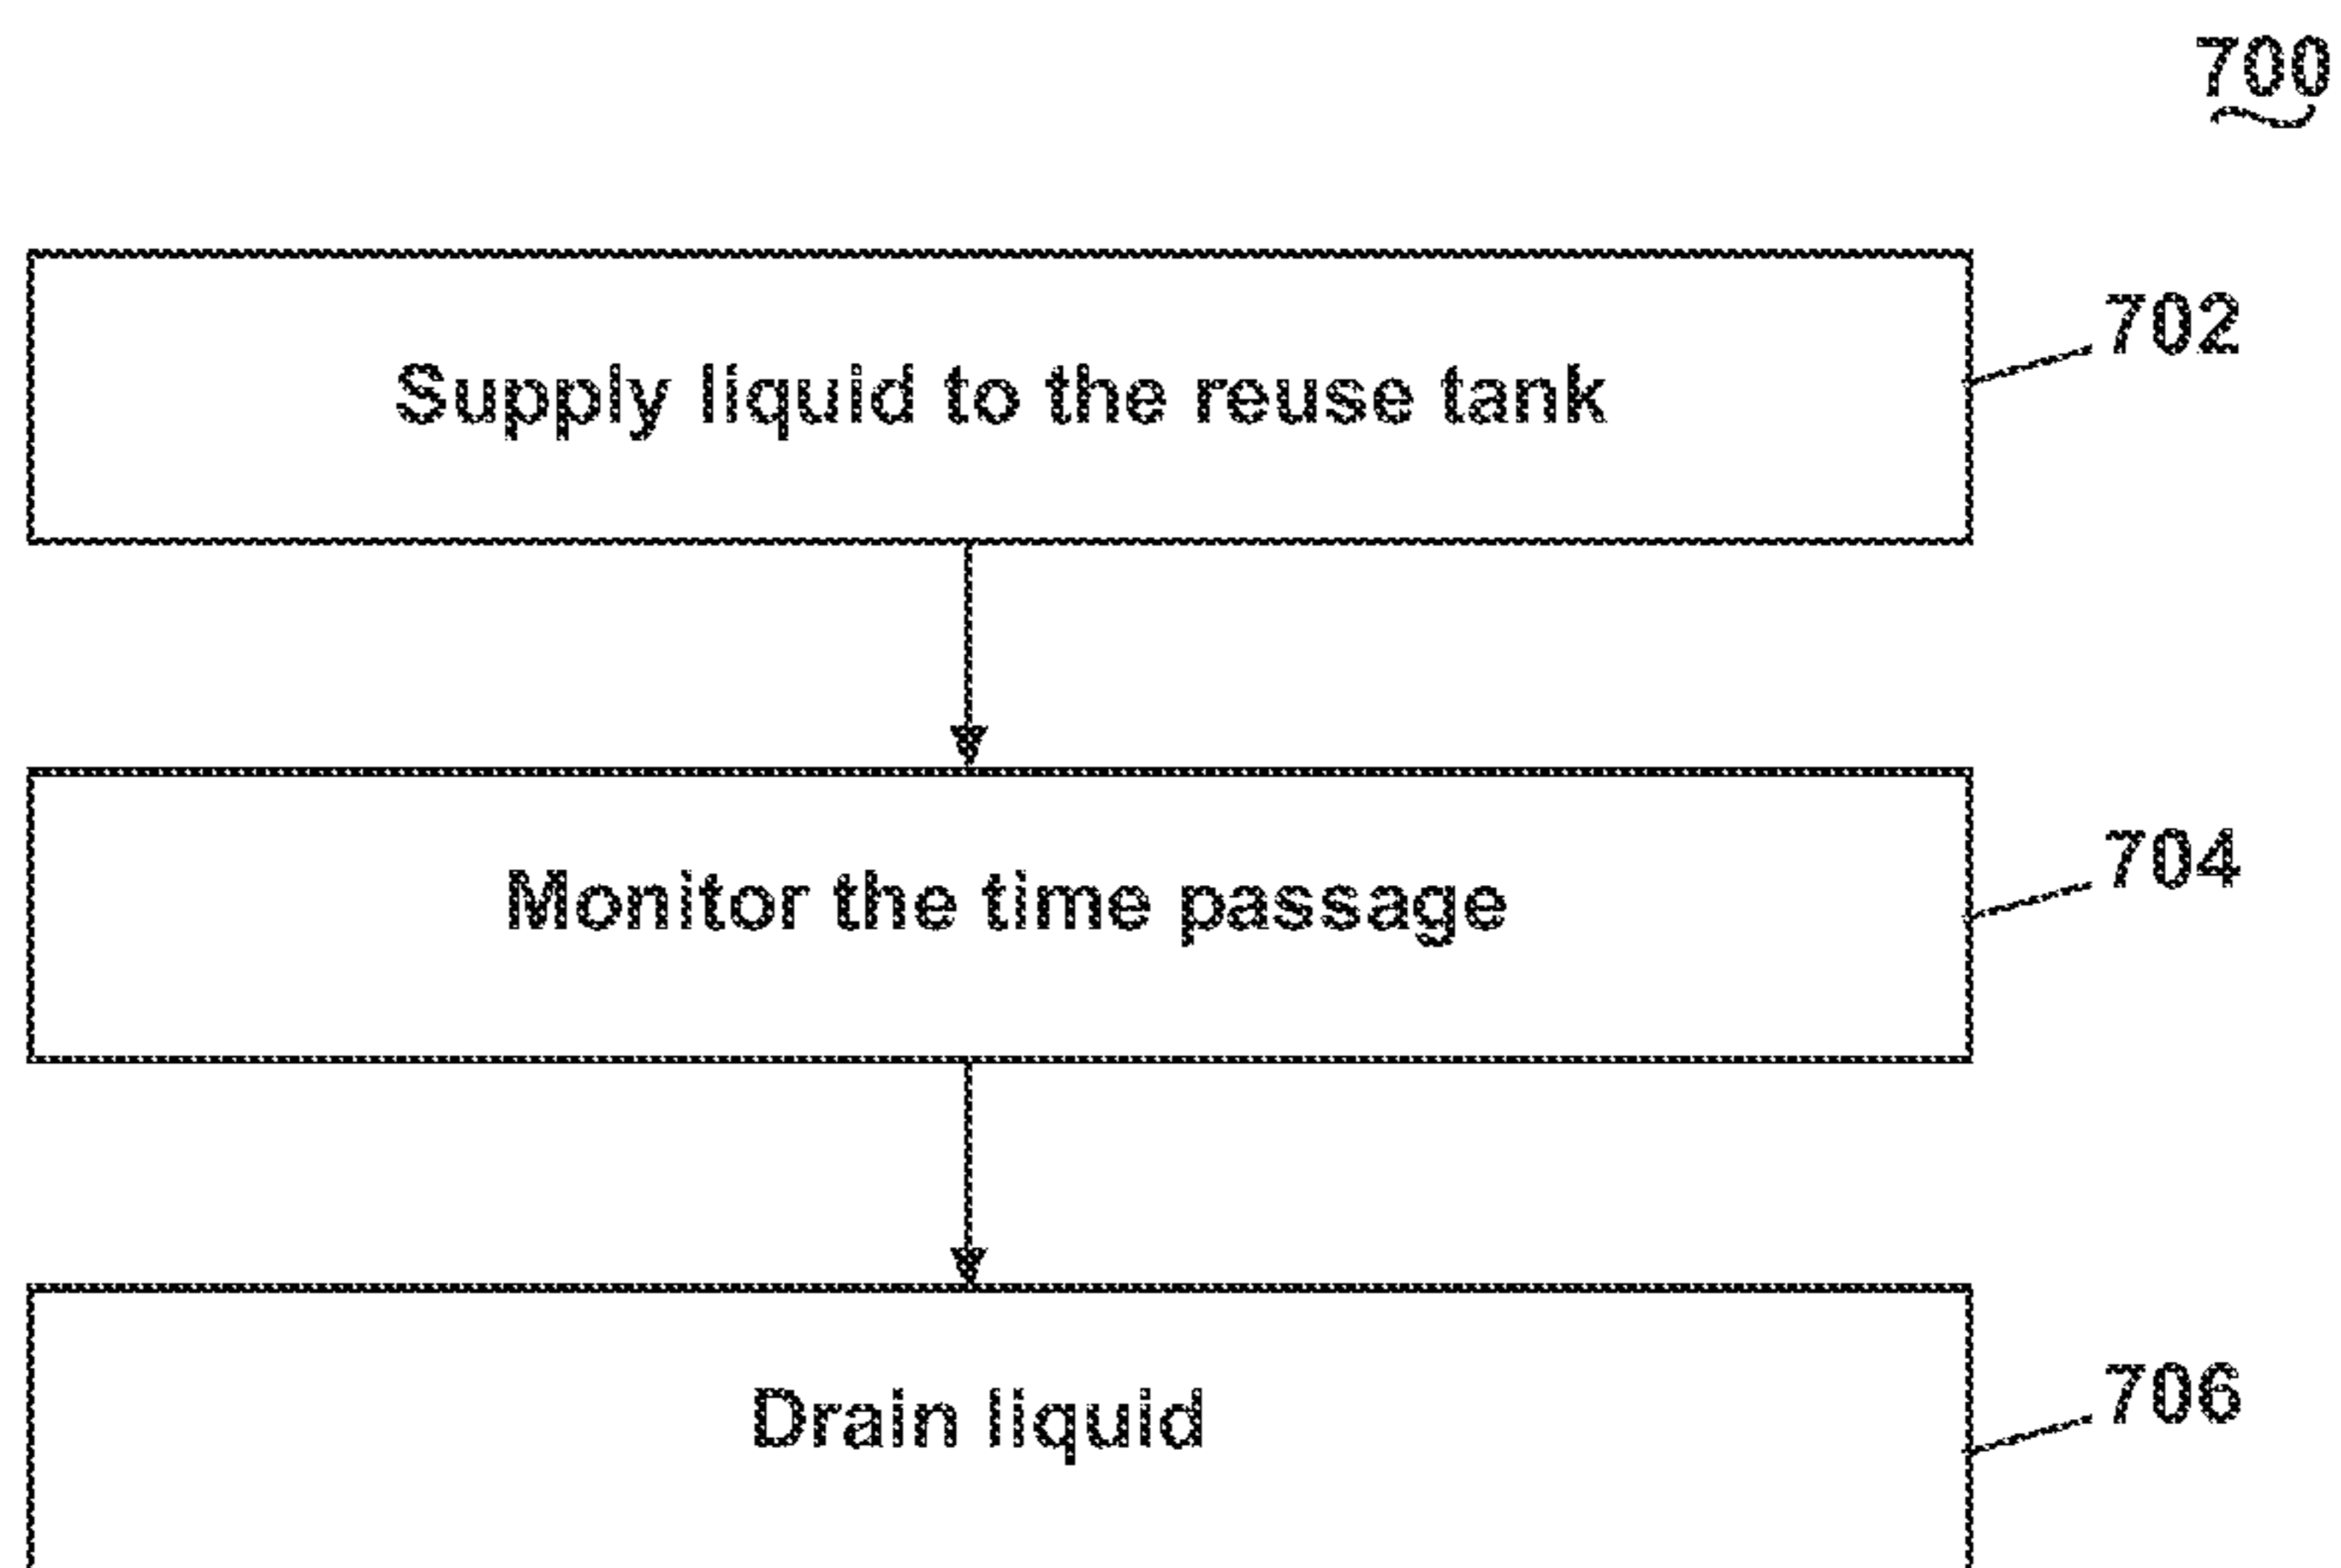 700
Supply liquid to the reuse tank
702
Monitor the time passage
704
Drain liquid
706